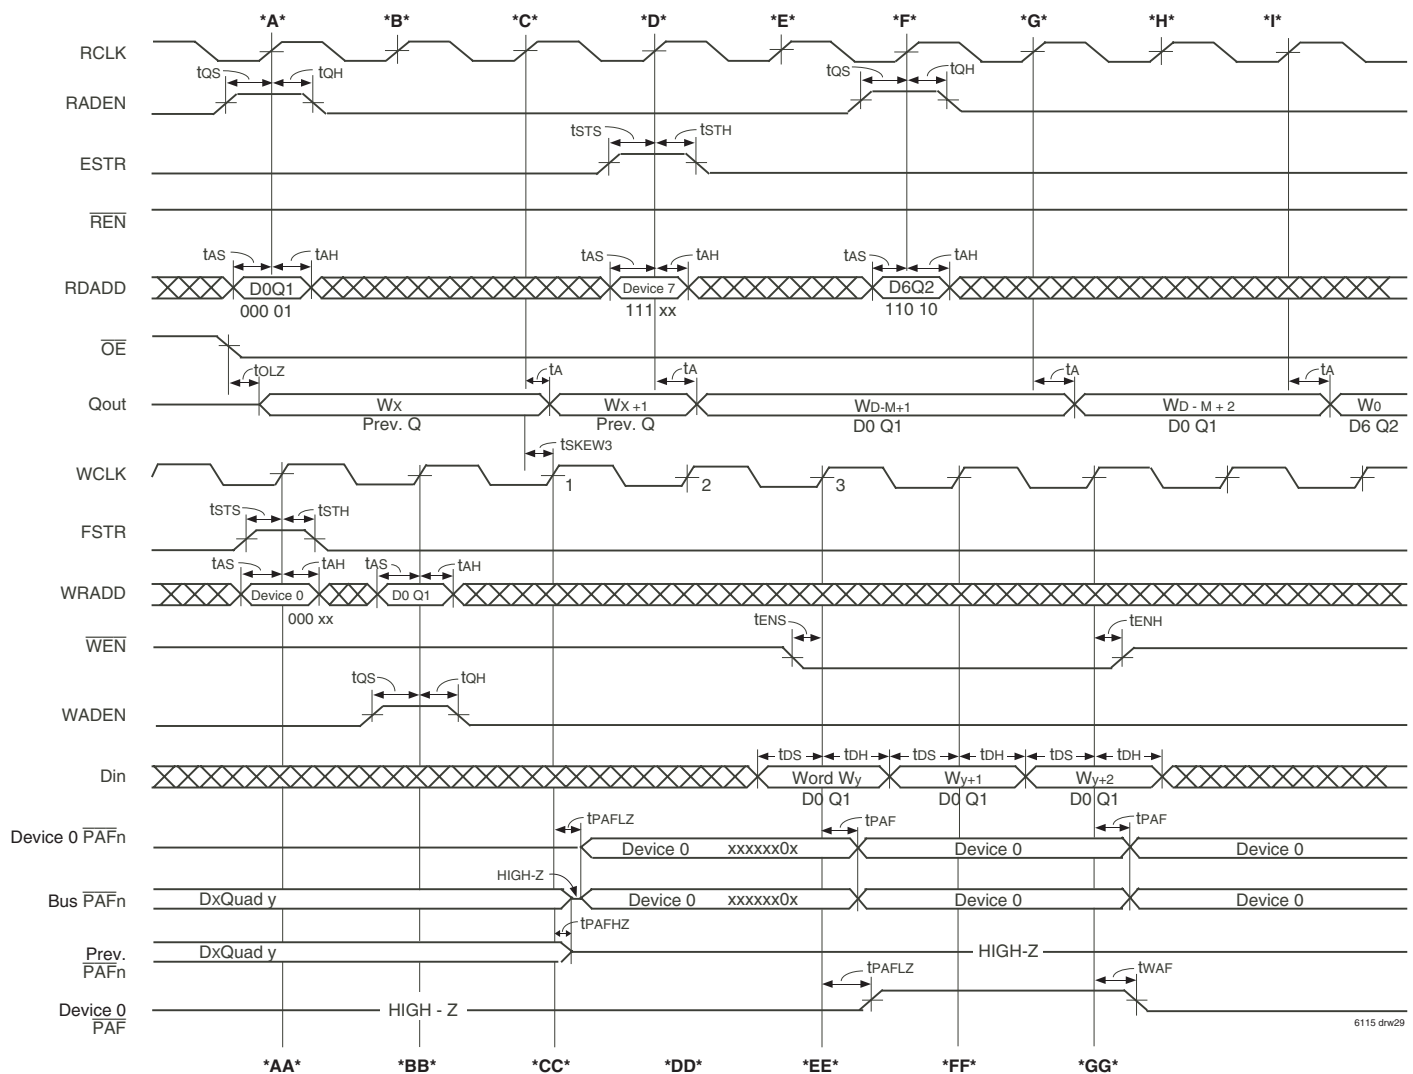 *A* *B* *C* *D* *E* *F* *G* *H* *I*
RCLK
tQS tQH tQS tQH
RADEN
tSTS tSTH
ESTR
REN
tAS tAH tAS tAH tAS tAH
RDADD D0Q1 Device 7 D6Q2
000 01 111 xx 110 10
OE
tOLZ tA tA tA tA
Qout WX WX +1 WD-M+1 WD - M + 2 W0
Prev. Q Prev. Q D0 Q1 D0 Q1 D6 Q2
tSKEW3
WCLK 1 2 3
tSTS tSTH
FSTR
tAS tAH tAS tAH
WRADD Device 0 D0 Q1
000 xx
tENS tENH
WEN
tQS tQH
WADEN
tDS tDH tDS tDH tDS tDH
Din Word Wy Wy+1 Wy+2
D0 Q1 D0 Q1 D0 Q1
tPAFLZ tPAF tPAF
Device 0 PAFn Device 0 xxxxxx0x Device 0 Device 0
HIGH-Z
Bus PAFn DxQuad y Device 0 xxxxxx0x Device 0 Device 0
tPAFHZ
Prev. DxQuad y HIGH-Z
PAFn
tPAFLZ tWAF
Device 0 HIGH - Z
PAF
6115 drw29
*AA* *BB* *CC* *DD* *EE* *FF* *GG*